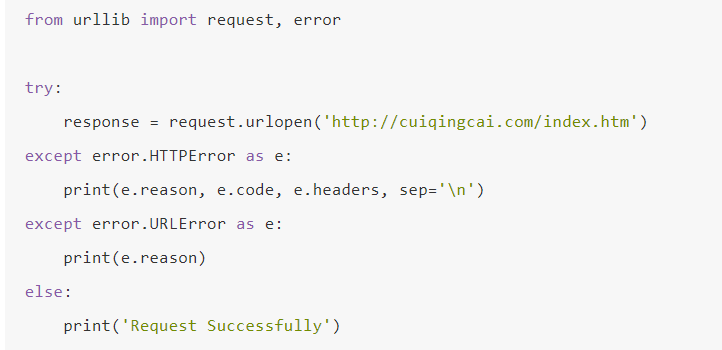 from urllib import request, error
try:
    response = request.urlopen('http://cuiqingcai.com/index.htm')
except error.HTTPError as e:
    print(e.reason, e.code, e.headers, sep='\n')
except error.URLError as e:
    print(e.reason)
else:
    print('Request Successfully')